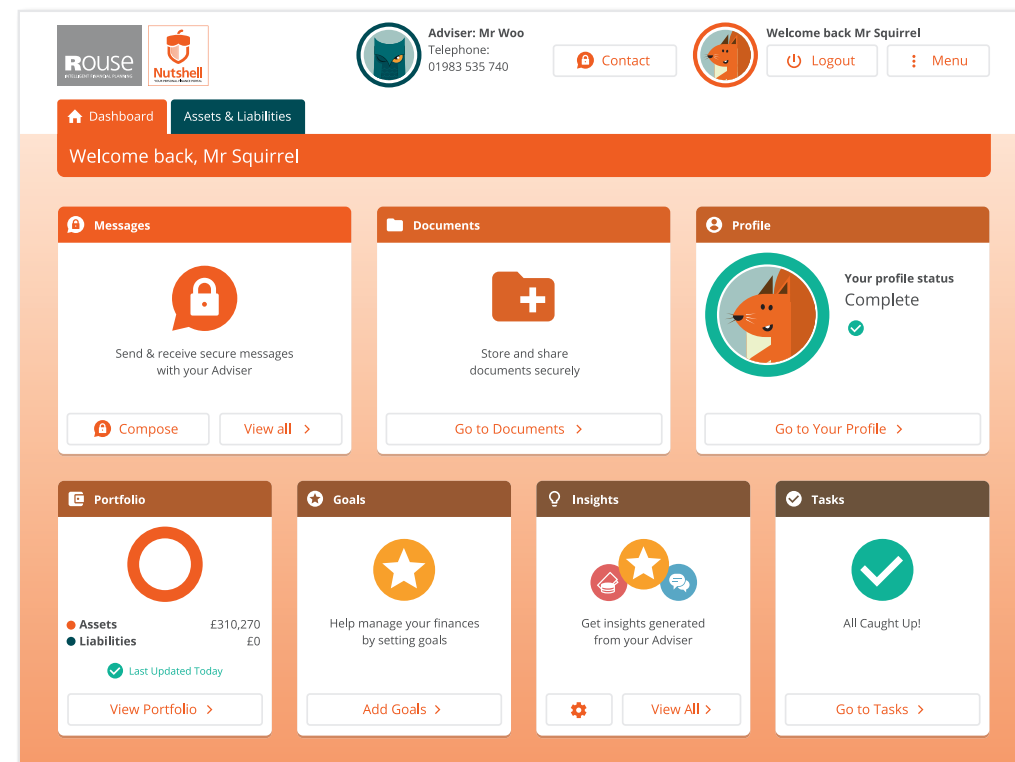 ROUSE
INTELLIGENT FINANCIAL PLANNING
Nutshell
YOUR PERSONAL FINANCE PORTAL
Adviser: Mr Woo
Telephone:
01983 535 740
Contact
Welcome back Mr Squirrel
Logout
Menu
Dashboard
Assets & Liabilities
Welcome back, Mr Squirrel
Messages
Send & receive secure messages
with your Adviser
Compose
View all
Documents
Store and share
documents securely
Go to Documents
Profile
Your profile status
Complete
Go to Your Profile
Portfolio
Assets £310,270
Liabilities £0
Last Updated Today
View Portfolio
Goals
Help manage your finances
by setting goals
Add Goals
Insights
Get insights generated
from your Adviser
View All
Tasks
All Caught Up!
Go to Tasks